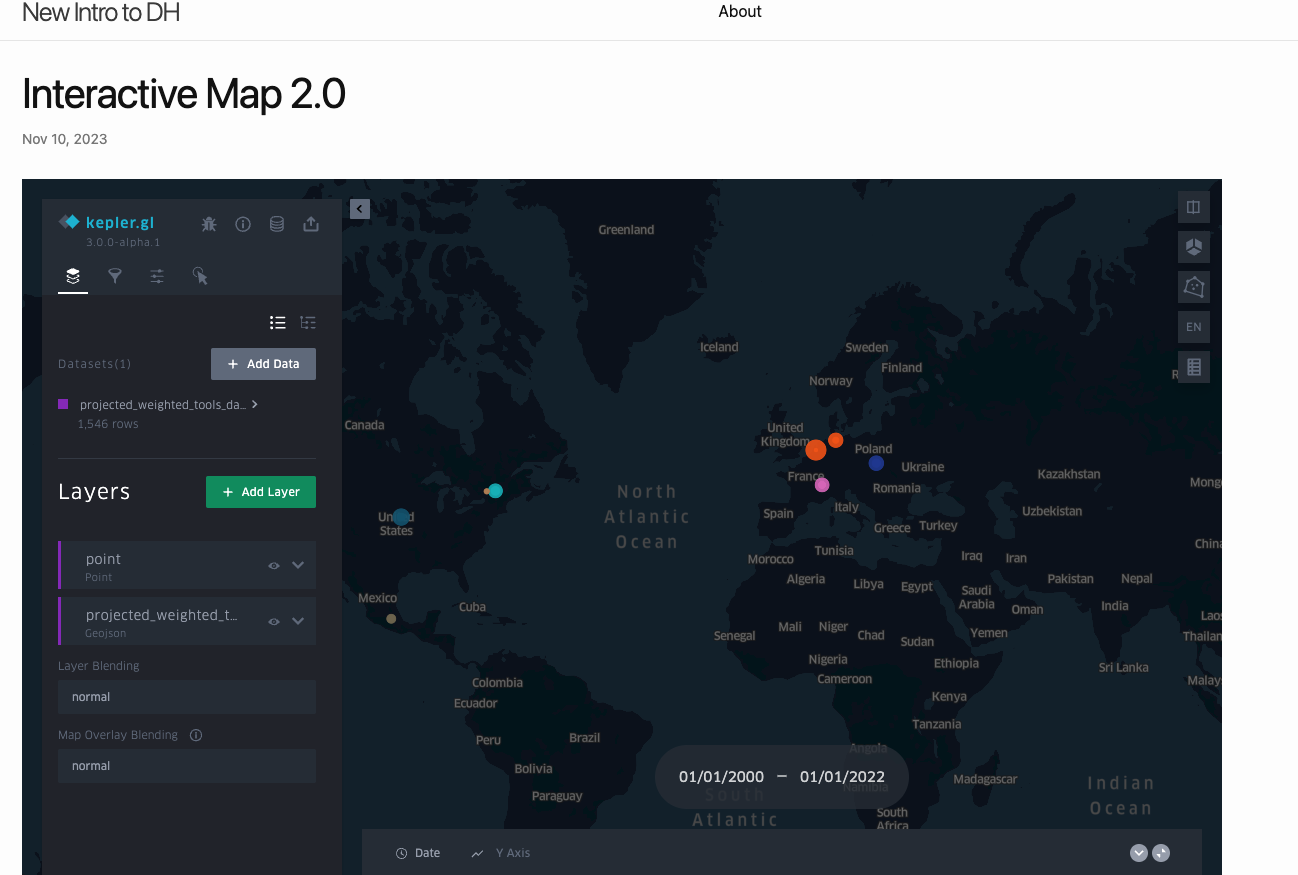 New Intro to DH
About
Interactive Map 2.0
Nov 10, 2023
kepler.gl
3.0.0-alpha.1
Datasets(1)
+ Add Data
projected_weighted_tools_da...
1,546 rows
Layers
+ Add Layer
point
Point
projected_weighted_t...
Geojson
Layer Blending
normal
Map Overlay Blending
normal
EN
Greenland
Iceland
Sweden
Finland
Norway
Canada
United
Kingdom
Poland
Ukraine
France
Romania
Kazakhstan
Mong
North
Atlantic
Ocean
United
States
Spain
Italy
Greece
Turkey
Uzbekistan
China
Morocco
Tunisia
Iraq
Iran
Algeria
Libya
Egypt
Pakistan
Nepal
Mexico
Cuba
Saudi
Arabia
Oman
India
Laos
Senegal
Mali
Niger
Chad
Sudan
Yemen
Thailan
Nigeria
Cameroon
Ethiopia
Sri Lanka
Malay
Colombia
Ecuador
Kenya
Peru
Brazil
Tanzania
Angola
Bolivia
Paraguay
01/01/2000 – 01/01/2022
Namibia
Madagascar
Indian
Ocean
South
Atlantic
South
Africa
Date
Y Axis